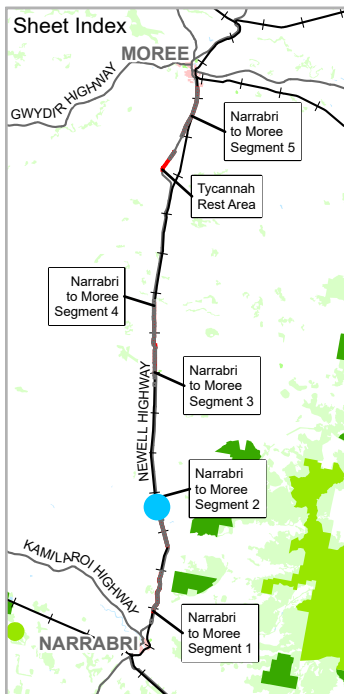 Sheet Index
MOREE
GWYDIR HIGHWAY
Narrabri
to Moree
Segment 5
Tycannah
Rest Area
Narrabri
to Moree
Segment 4
Narrabri
to Moree
Segment 3
NEWELL HIGHWAY
Narrabri
to Moree
Segment 2
KAMILAROI HIGHWAY
Narrabri
to Moree
Segment 1
NARRABRI